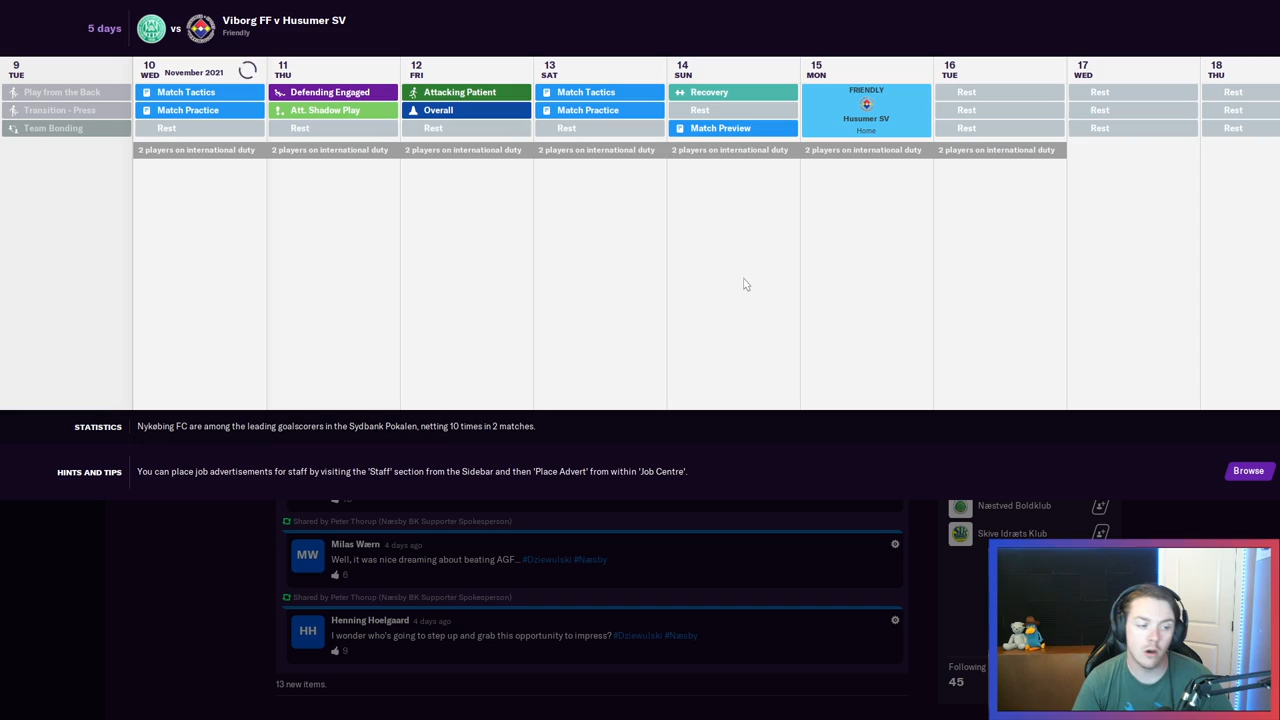 5 days
vs
Viborg FF v Husumer SV
Friendly
9
TUE
10
WED
November 2021
11
THU
12
FRI
13
SAT
14
SUN
15
MON
16
TUE
17
WED
18
THU
Play from the Back
Match Tactics
Defending Engaged
Attacking Patient
Match Tactics
Recovery
FRIENDLY
Rest
Rest
Rest
Transition - Press
Match Practice
Att. Shadow Play
Overall
Match Practice
Rest
Husumer SV
Rest
Rest
Rest
Team Bonding
Rest
Rest
Rest
Rest
Match Preview
Home
Rest
Rest
Rest
2 players on international duty
2 players on international duty
2 players on international duty
2 players on international duty
2 players on international duty
2 players on international duty
2 players on international duty
STATISTICS
Nykøbing FC are among the leading goalscorers in the Sydbank Pokalen, netting 10 times in 2 matches.
HINTS AND TIPS
You can place job advertisements for staff by visiting the 'Staff' section from the Sidebar and then 'Place Advert' from within 'Job Centre'.
Browse
Næstved Boldklub
Skive Idræts Klub
Shared by Peter Thorup (Næsby BK Supporter Spokesperson)
MW
Milas Wærn
4 days ago
Well, it was nice dreaming about beating AGF... #Dziewulski #Næsby
6
Shared by Peter Thorup (Næsby BK Supporter Spokesperson)
HH
Henning Hoelgaard
4 days ago
I wonder who's going to step up and grab this opportunity to impress? #Dziewulski #Næsby
9
13 new items.
Following
45